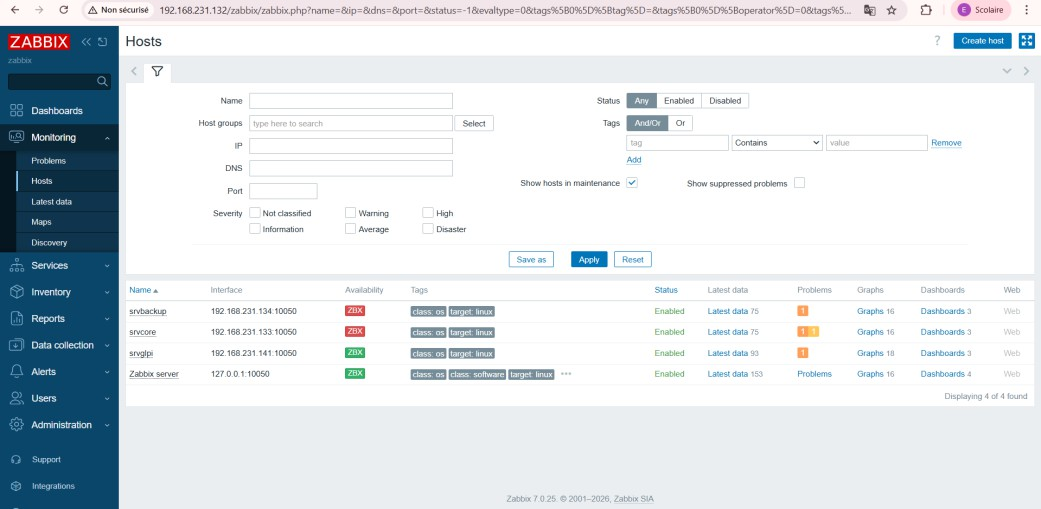 Non sécurisé 192.168.231.132/zabbix/zabbix.php?name=&ip=&dns=&port=&status=-1&evaltype=0&tags%5B0%5D%5Btag%5D=&tags%5B0%5D%5Boperator%5D=0&tags%5... E Scolaire
ZABBIX Hosts ? Create host
zabbix
Dashboards
Monitoring
Problems
Hosts
Latest data
Maps
Discovery
Services
Inventory
Reports
Data collection
Alerts
Users
Administration
Support
Integrations
Name
Host groups type here to search Select
IP
DNS
Port
Severity Not classified Warning High
Information Average Disaster
Status Any Enabled Disabled
Tags And/Or Or
tag Contains value Remove
Add
Show hosts in maintenance Show suppressed problems
Save as Apply Reset
Name Interface Availability Tags Status Latest data Problems Graphs Dashboards Web
srvbackup 192.168.231.134:10050 ZBX class: os target: linux Enabled Latest data 75 1 Graphs 16 Dashboards 3 Web
srvcore 192.168.231.133:10050 ZBX class: os target: linux Enabled Latest data 75 1 1 Graphs 16 Dashboards 3 Web
srvglpi 192.168.231.141:10050 ZBX class: os target: linux Enabled Latest data 93 1 Graphs 18 Dashboards 3 Web
Zabbix server 127.0.0.1:10050 ZBX class: os class: software target: linux ••• Enabled Latest data 153 Problems Graphs 16 Dashboards 4 Web
Displaying 4 of 4 found
Zabbix 7.0.25. © 2001–2026, Zabbix SIA